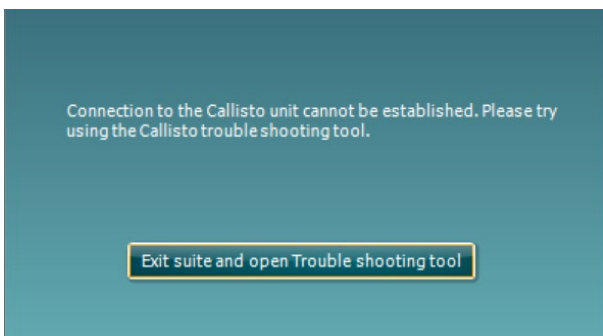 Connection to the Callisto unit cannot be established. Please try
using the Callisto trouble shooting tool.
Exit suite and open Trouble shooting tool